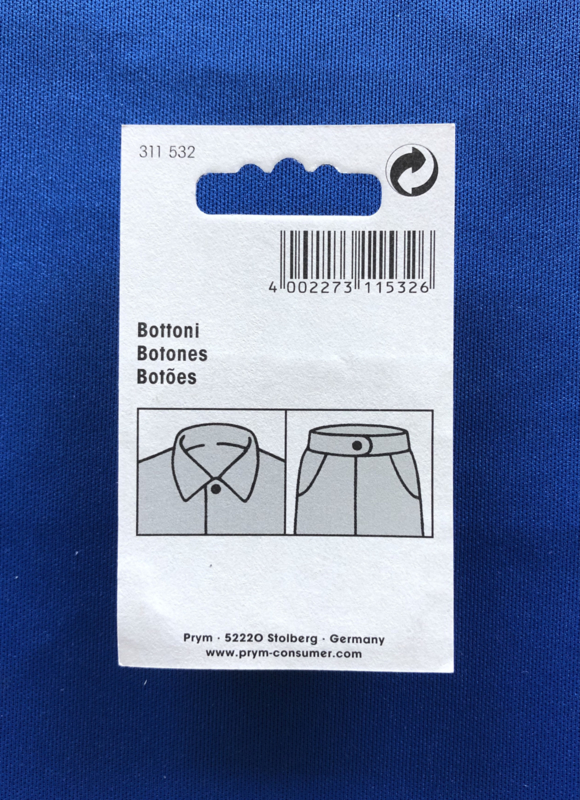 311 532
4 002273 115326
Bottoni
Botones
Botões
Prym · 52220 Stolberg · Germany
www.prym-consumer.com